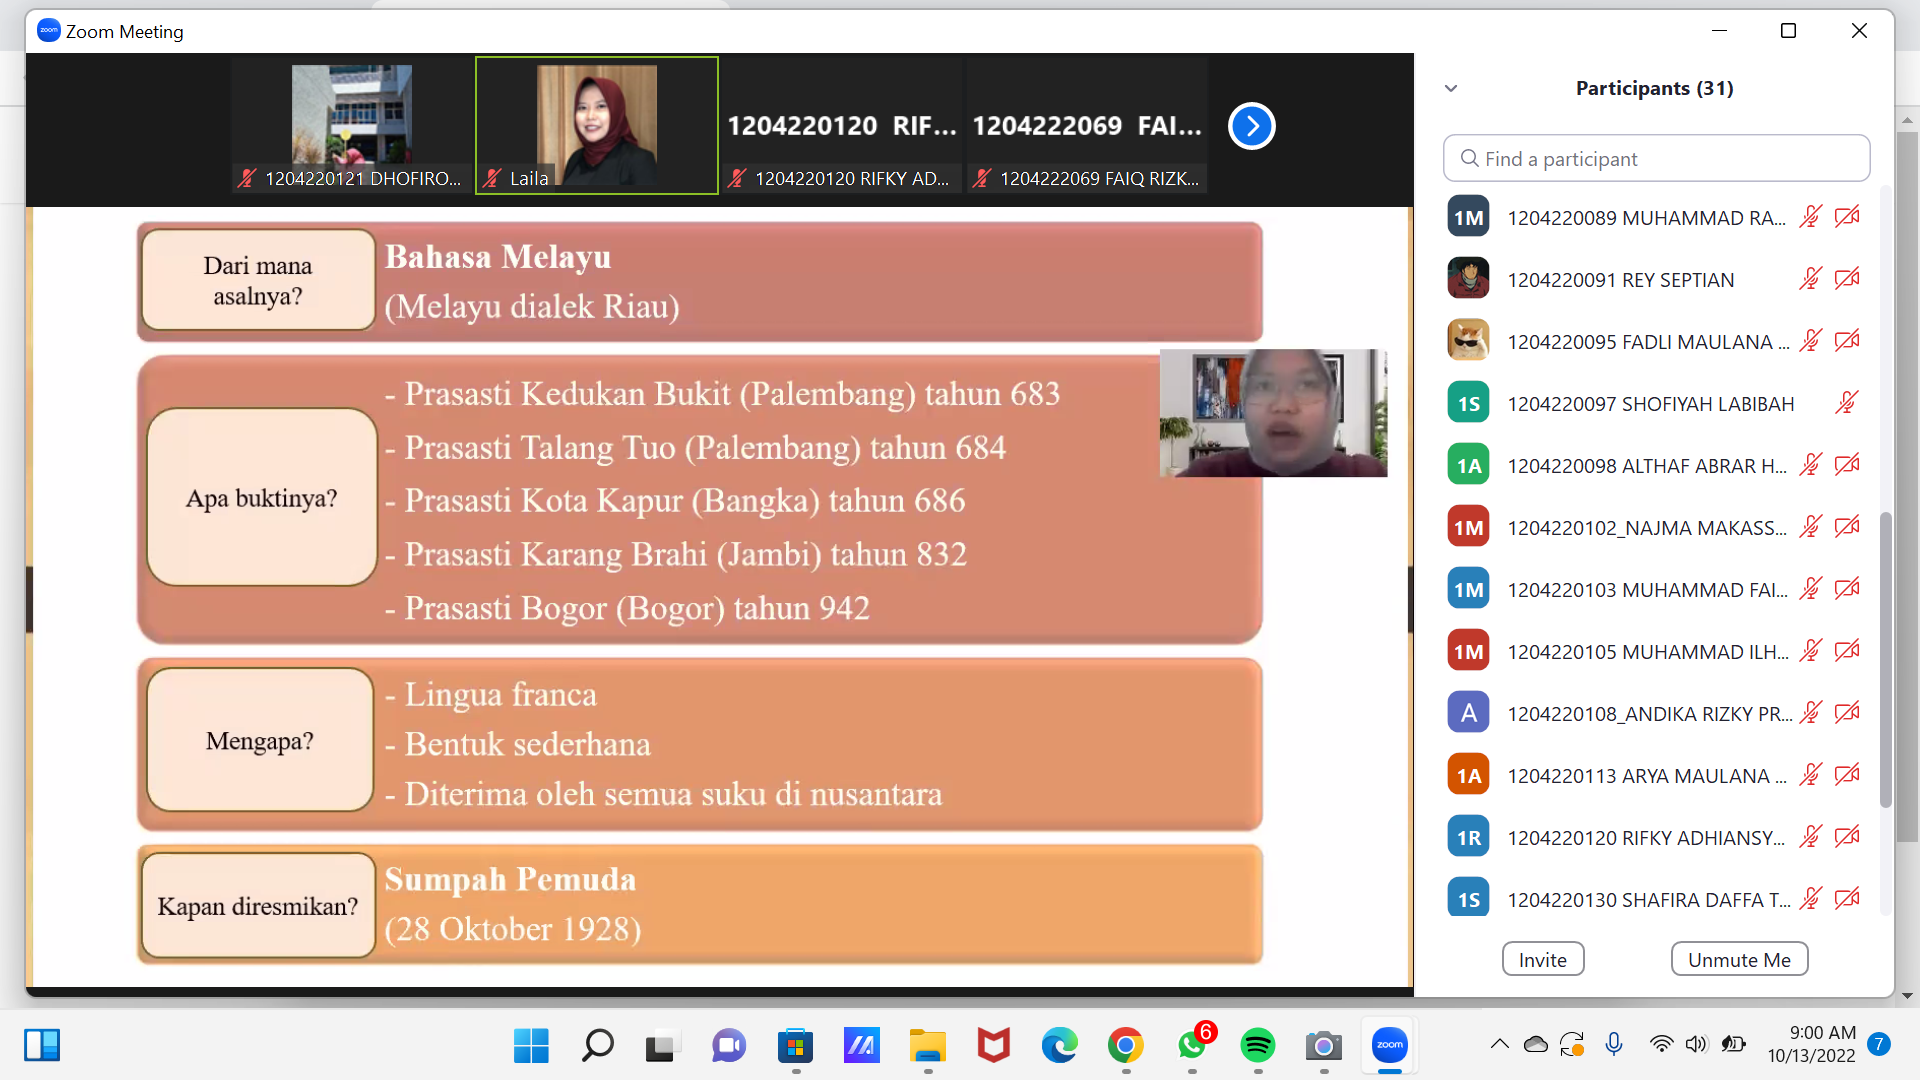 zoom Zoom Meeting
1204220121 DHOFIRO...
Laila
1204220120 RIF...
1204220120 RIFKY AD...
1204222069 FAI...
1204222069 FAIQ RIZK...
Dari mana
asalnya?
Bahasa Melayu
(Melayu dialek Riau)
Apa buktinya?
- Prasasti Kedukan Bukit (Palembang) tahun 683
- Prasasti Talang Tuo (Palembang) tahun 684
- Prasasti Kota Kapur (Bangka) tahun 686
- Prasasti Karang Brahi (Jambi) tahun 832
- Prasasti Bogor (Bogor) tahun 942
Mengapa?
- Lingua franca
- Bentuk sederhana
- Diterima oleh semua suku di nusantara
Kapan diresmikan?
Sumpah Pemuda
(28 Oktober 1928)
Participants (31)
Find a participant
1M 1204220089 MUHAMMAD RA...
1204220091 REY SEPTIAN
1204220095 FADLI MAULANA ...
1S 1204220097 SHOFIYAH LABIBAH
1A 1204220098 ALTHAF ABRAR H...
1M 1204220102_NAJMA MAKASS...
1M 1204220103 MUHAMMAD FAI...
1M 1204220105 MUHAMMAD ILH...
A 1204220108_ANDIKA RIZKY PR...
1A 1204220113 ARYA MAULANA ...
1R 1204220120 RIFKY ADHIANSY...
1S 1204220130 SHAFIRA DAFFA T...
Invite
Unmute Me
6
zoom
9:00 AM
10/13/2022
7